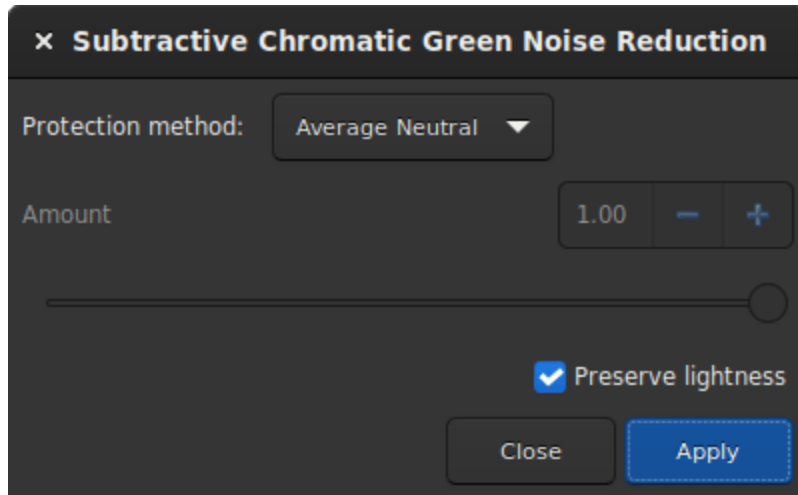 Subtractive Chromatic Green Noise Reduction
Protection method: Average Neutral
Amount 1.00
Preserve lightness
Close Apply